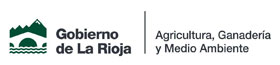 Gobierno
de La Rioja
Agricultura, Ganadería
y Medio Ambiente